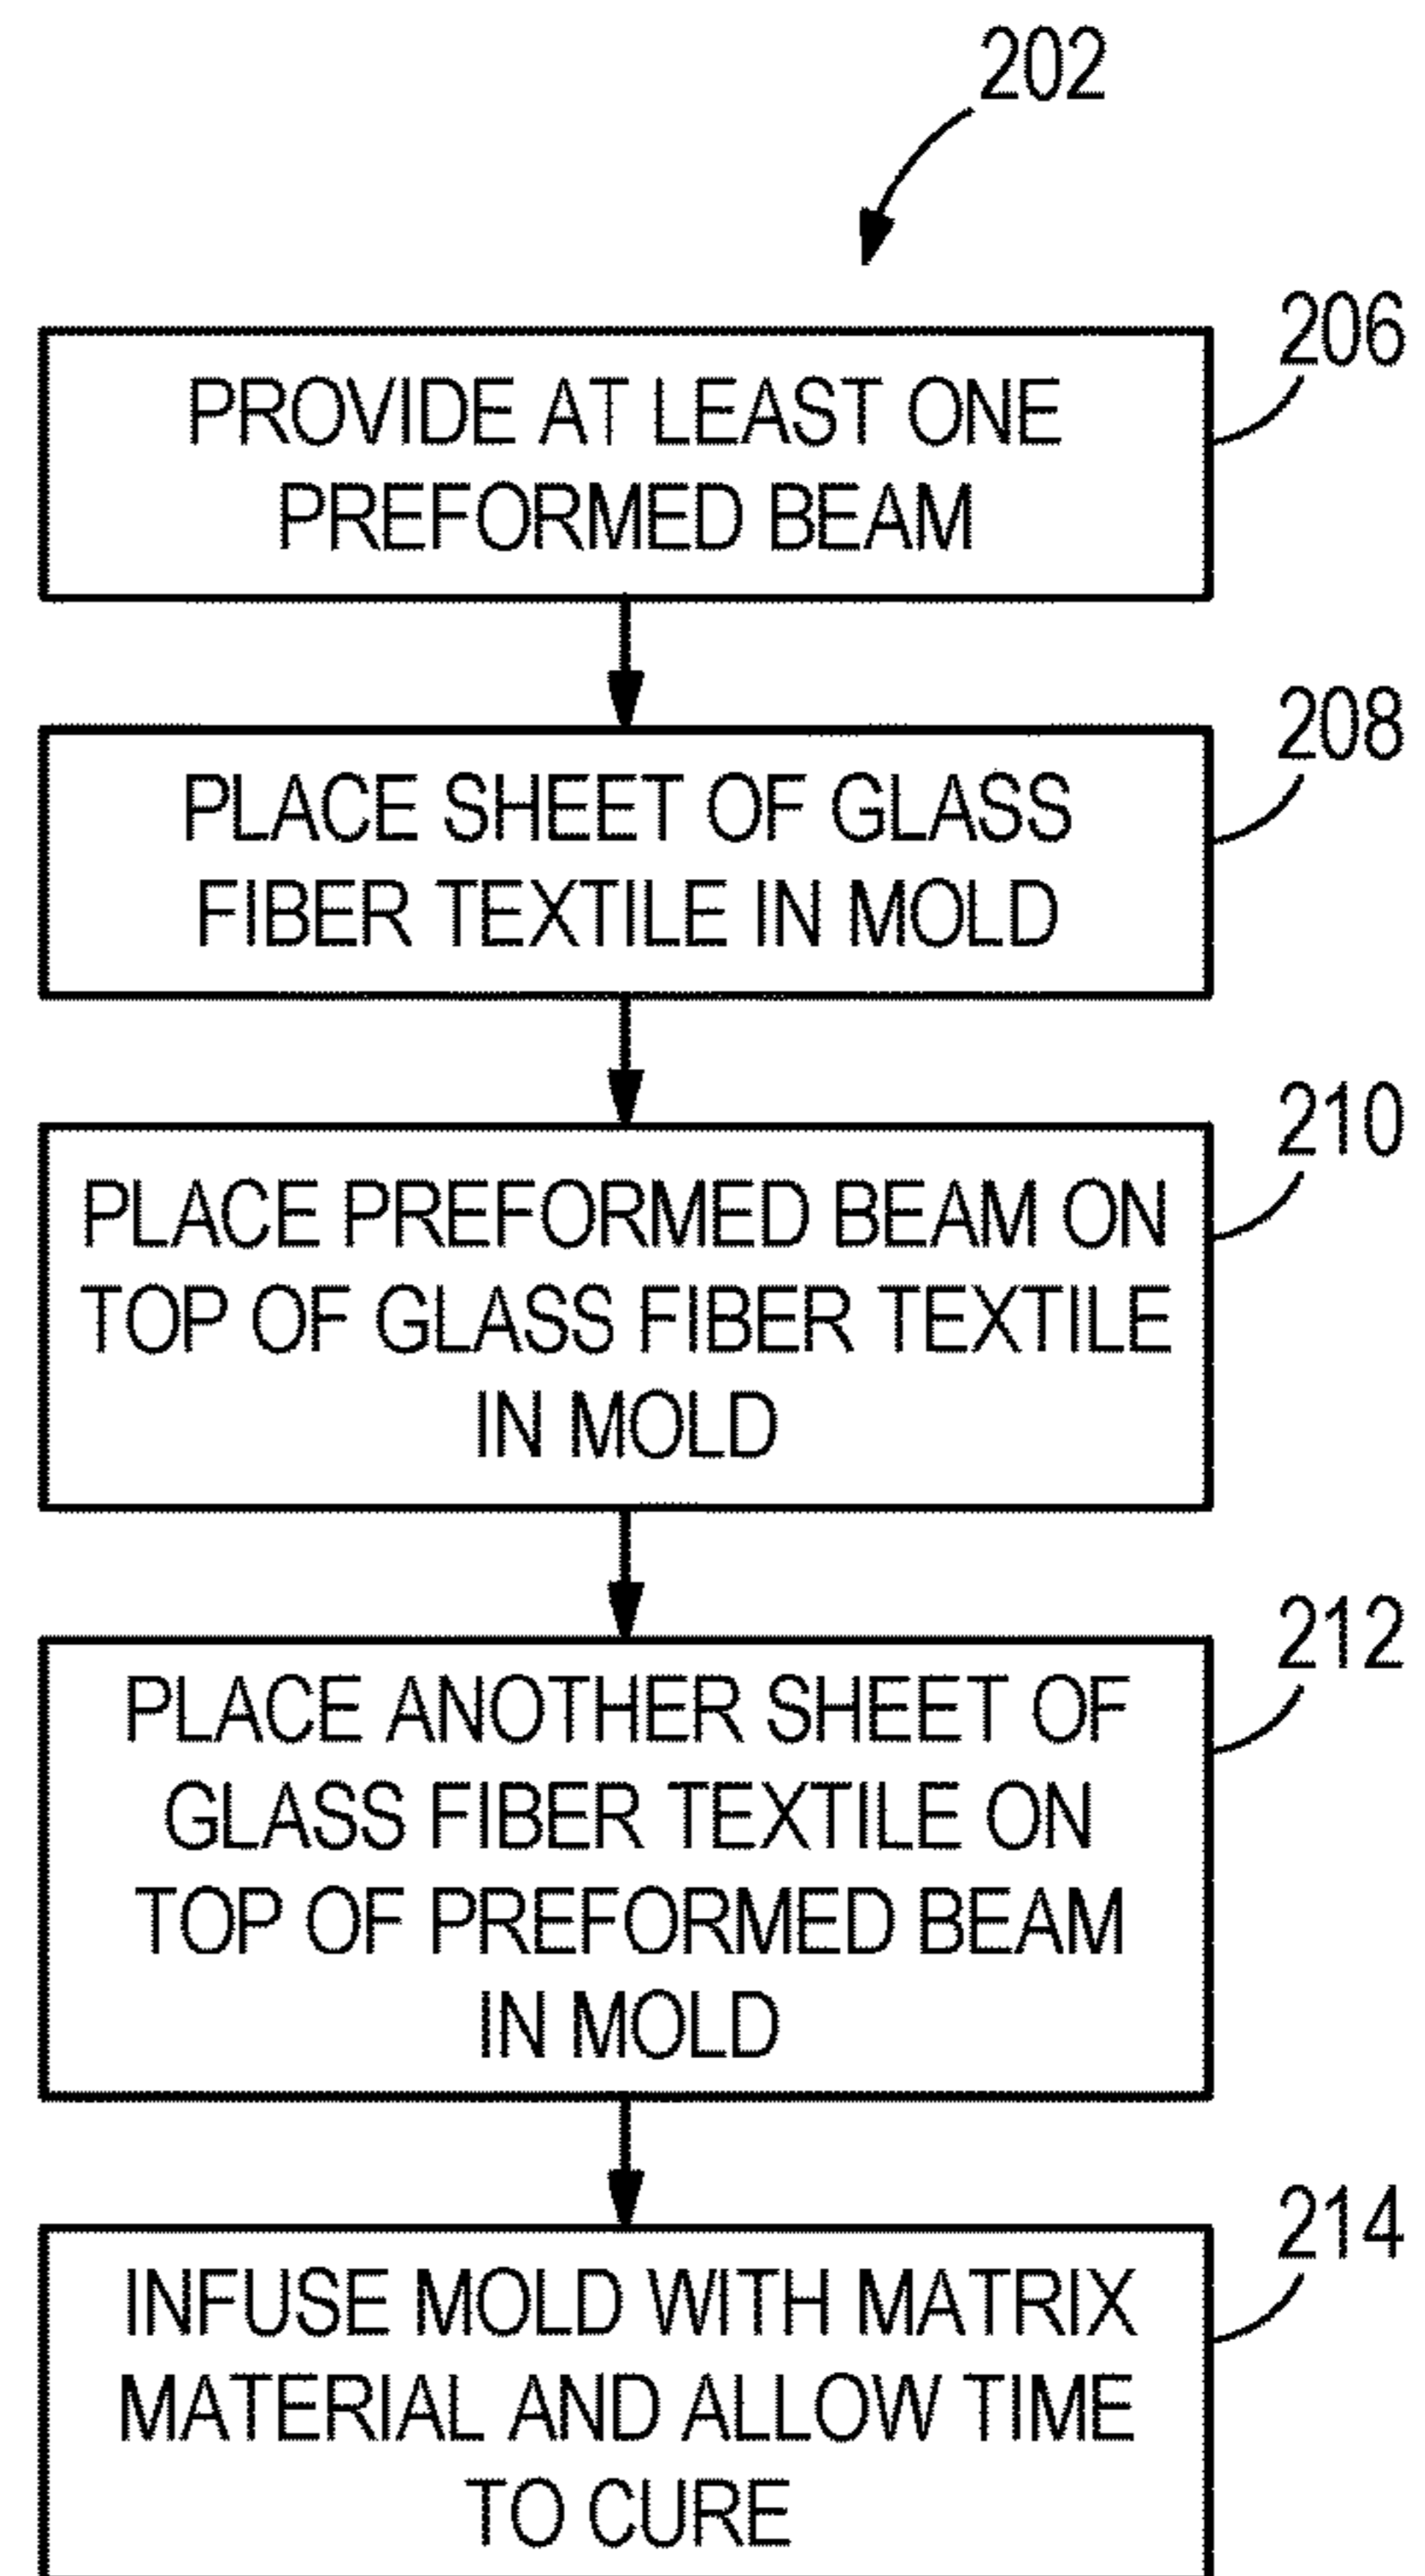 202
206
PROVIDE AT LEAST ONE
PREFORMED BEAM
208
PLACE SHEET OF GLASS
FIBER TEXTILE IN MOLD
210
PLACE PREFORMED BEAM ON
TOP OF GLASS FIBER TEXTILE
IN MOLD
212
PLACE ANOTHER SHEET OF
GLASS FIBER TEXTILE ON
TOP OF PREFORMED BEAM
IN MOLD
214
INFUSE MOLD WITH MATRIX
MATERIAL AND ALLOW TIME
TO CURE